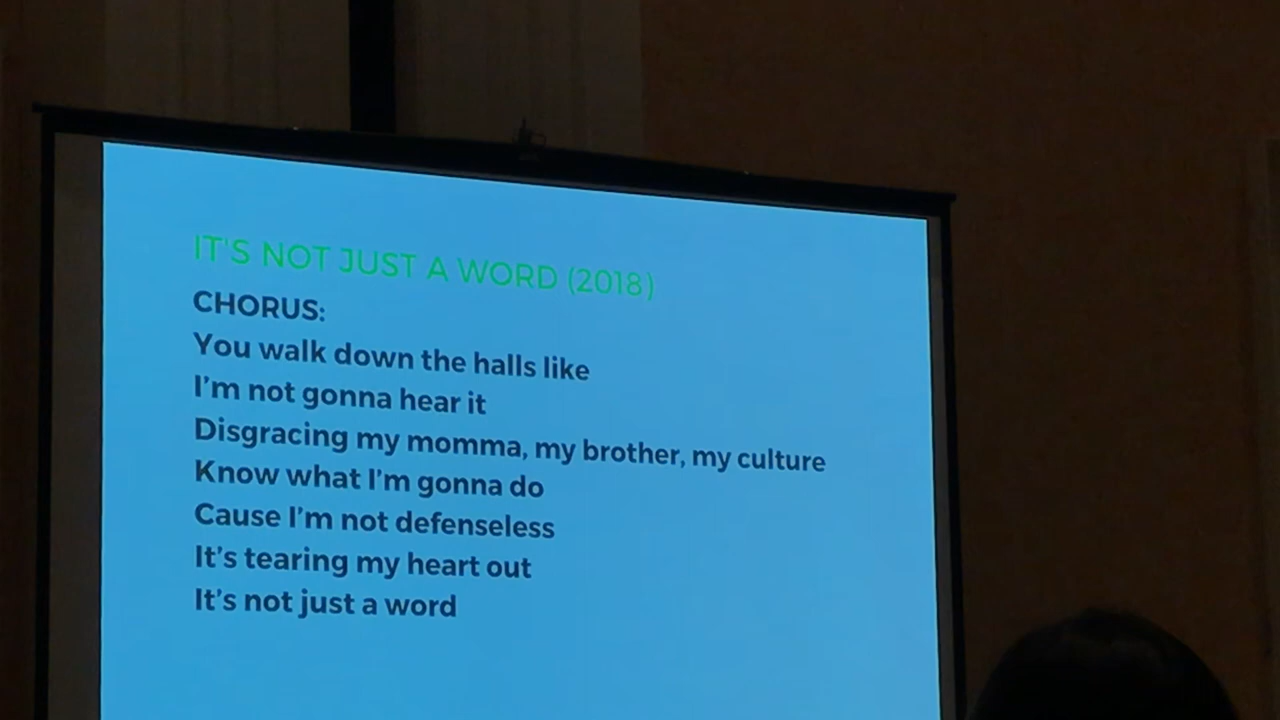 IT'S NOT JUST A WORD (2018)
CHORUS:
You walk down the halls like
I'm not gonna hear it
Disgracing my momma, my brother, my culture
Know what I'm gonna do
Cause I'm not defenseless
It's tearing my heart out
It's not just a word